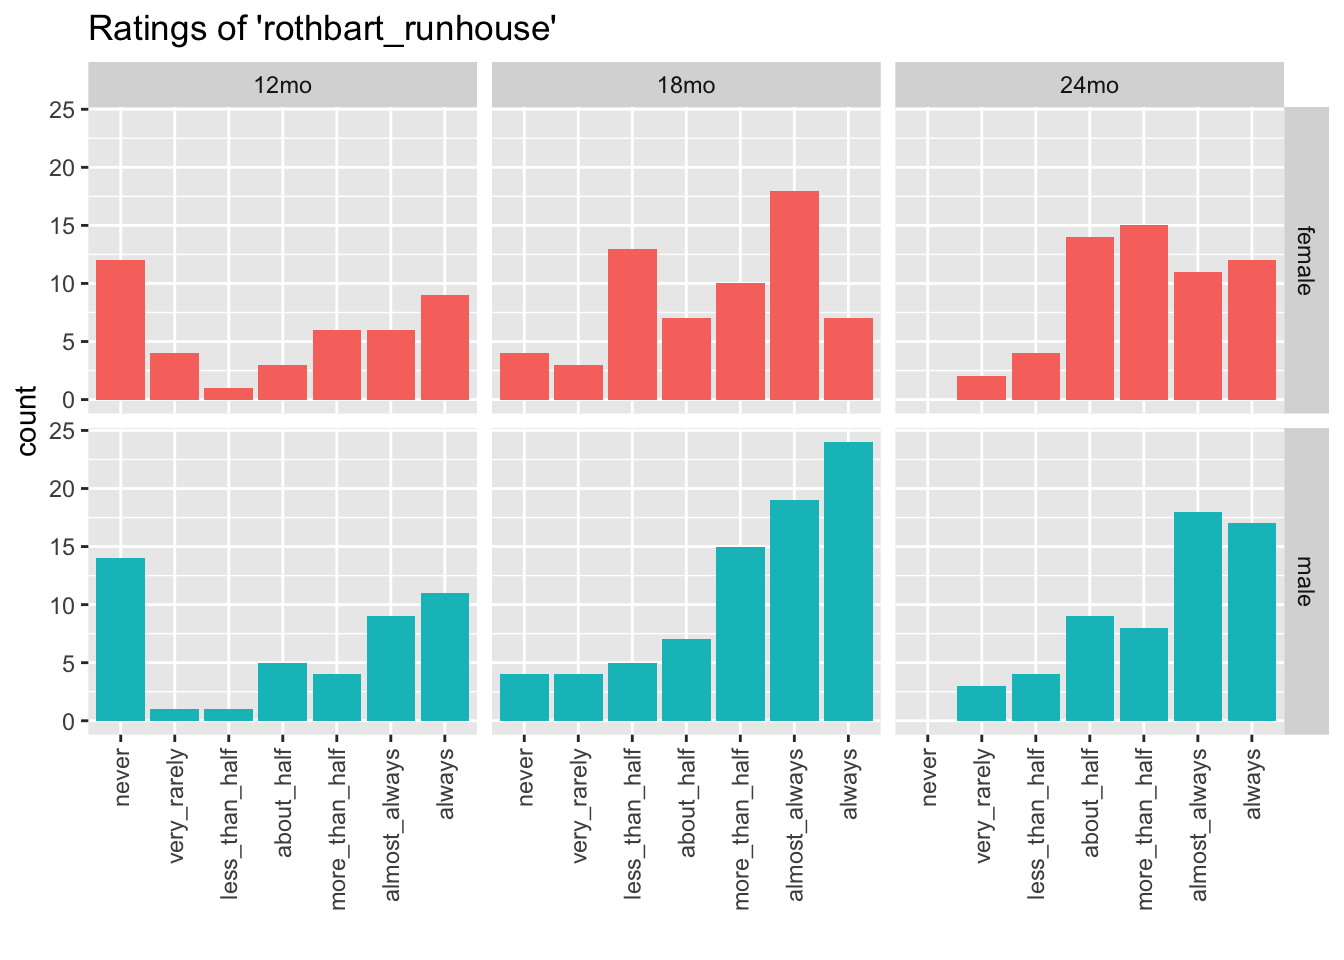 Ratings of 'rothbart_runhouse'
12mo
18mo
24mo
25
20
15
10
5
0
female
count
25
20
15
10
5
0
male
never
very_rarely
less_than_half
about_half
more_than_half
almost_always
always
never
very_rarely
less_than_half
about_half
more_than_half
almost_always
always
never
very_rarely
less_than_half
about_half
more_than_half
almost_always
always